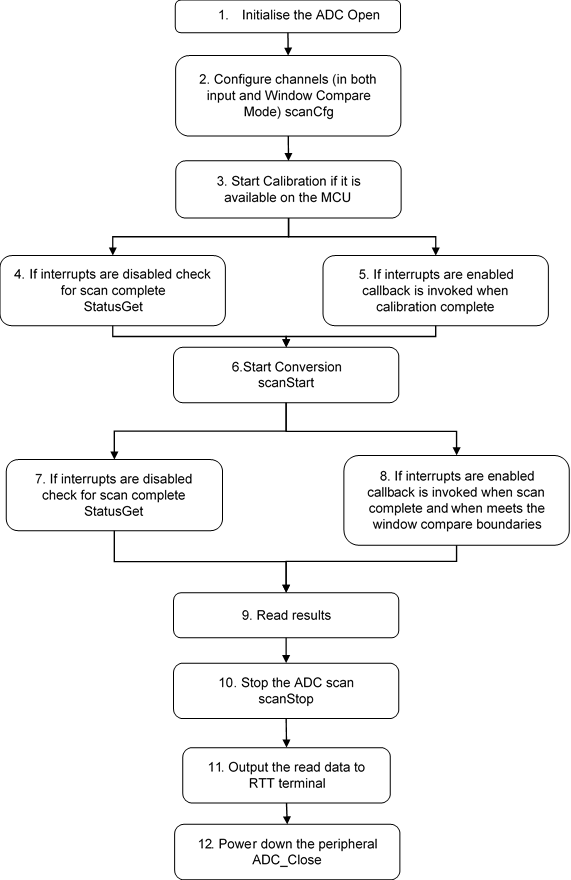 1. Initialise the ADC Open
2. Configure channels (in both
input and Window Compare
Mode) scanCfg
3. Start Calibration if it is
available on the MCU
4. If interrupts are disabled check
for scan complete
StatusGet
5. If interrupts are enabled
callback is invoked when
calibration complete
6.Start Conversion
scanStart
7. If interrupts are disabled
check for scan complete
StatusGet
8. If interrupts are enabled
callback is invoked when scan
complete and when meets the
window compare boundaries
9. Read results
10. Stop the ADC scan
scanStop
11. Output the read data to
RTT terminal
12. Power down the peripheral
ADC_Close